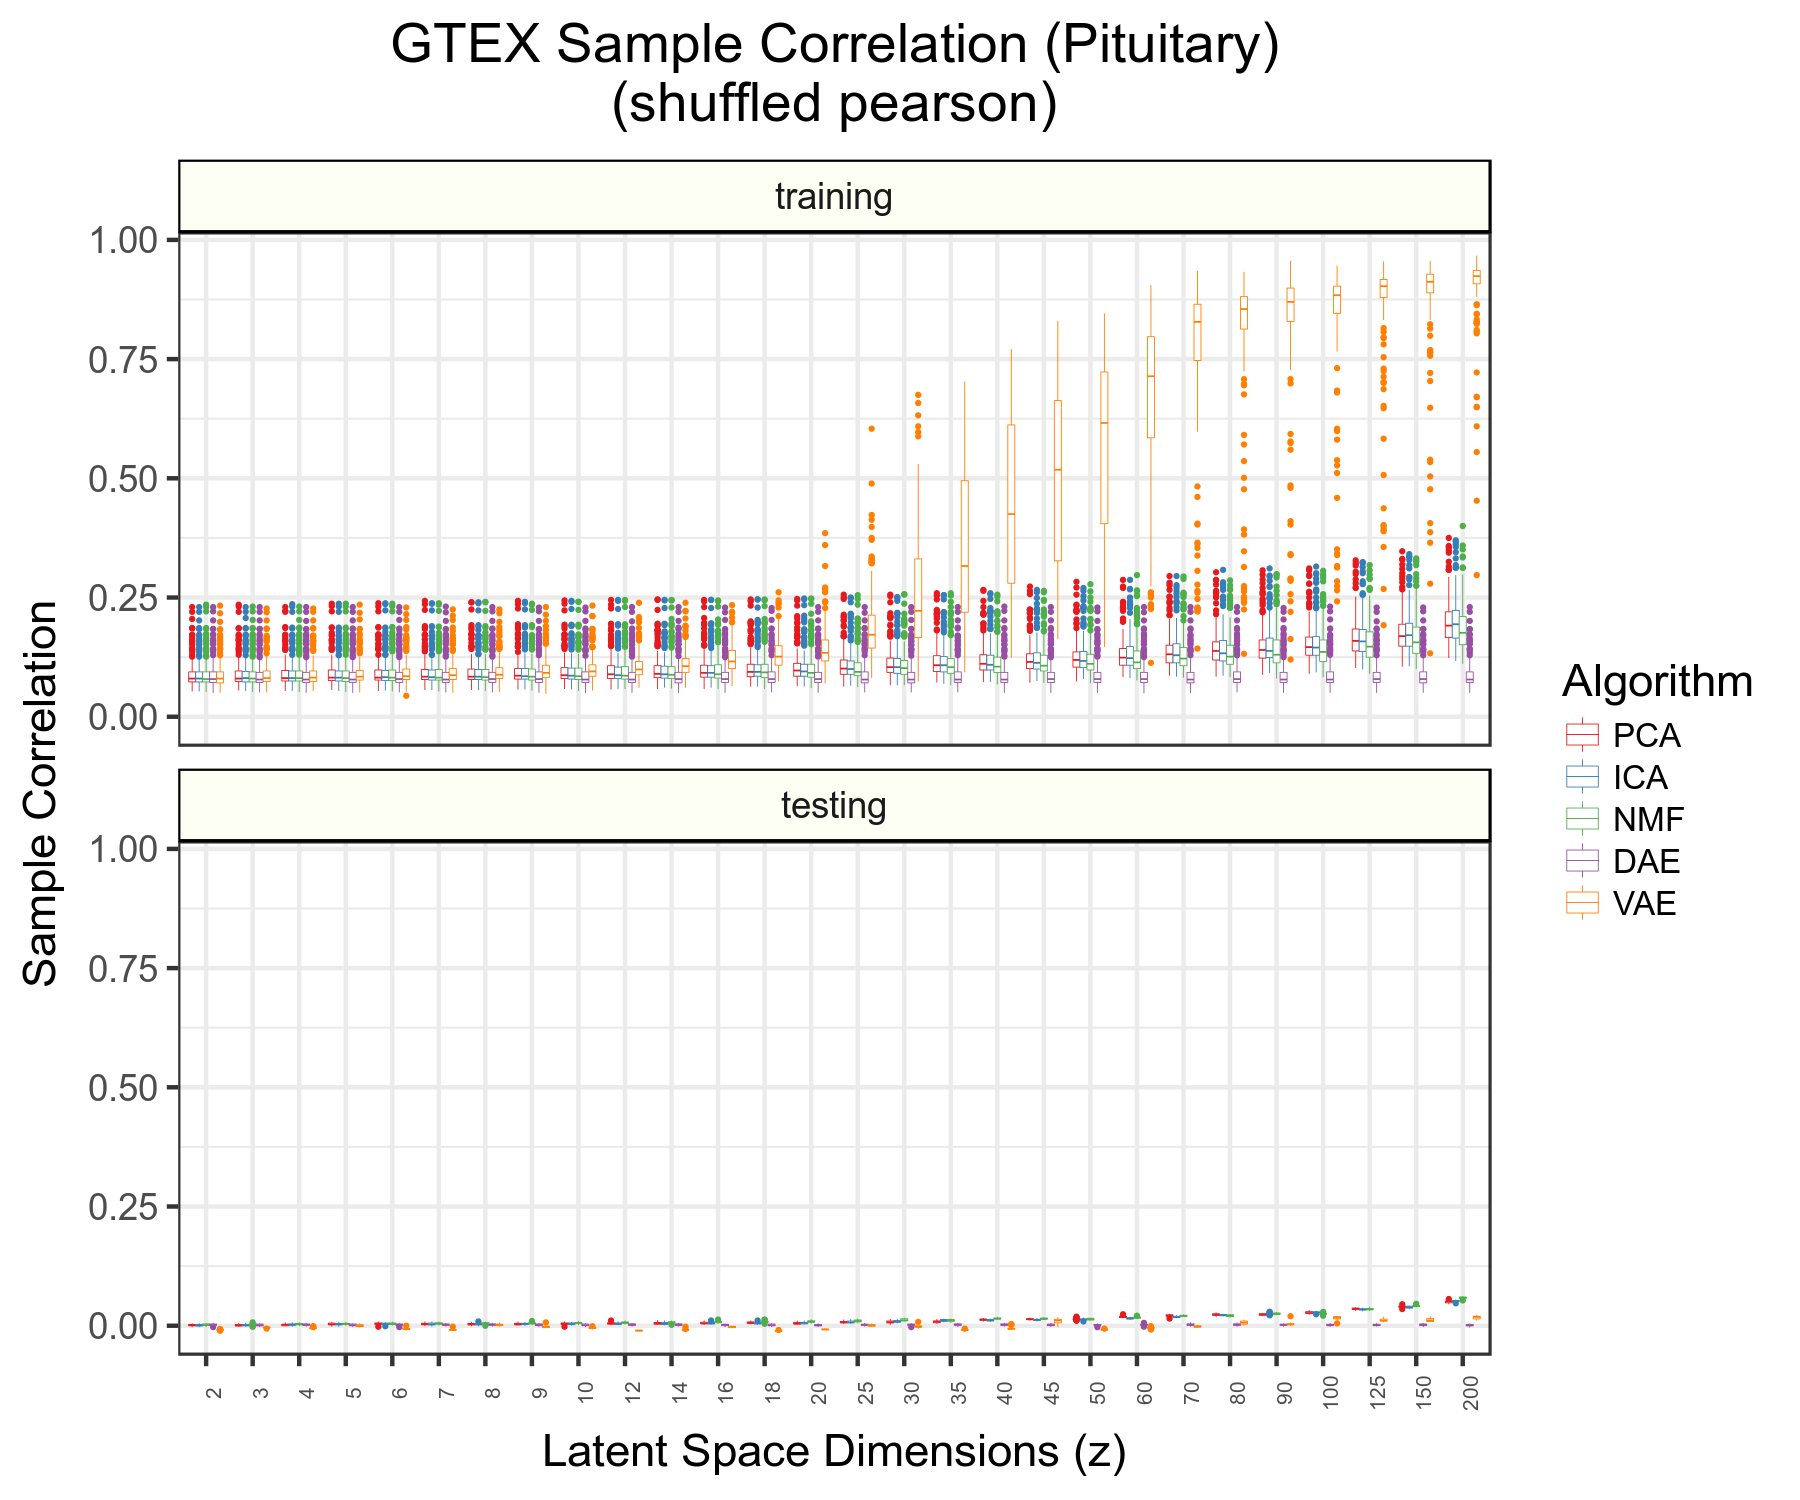 GTEX Sample Correlation (Pituitary)
(shuffled pearson)
training
1.00
0.75
0.50
0.25
0.00
testing
1.00
0.75
0.50
0.25
0.00
Sample Correlation
2 3 4 5 6 7 8 9 10 12 14 16 18 20 25 30 35 40 45 50 60 70 80 90 100 125 150 200
Latent Space Dimensions (z)
Algorithm
PCA
ICA
NMF
DAE
VAE